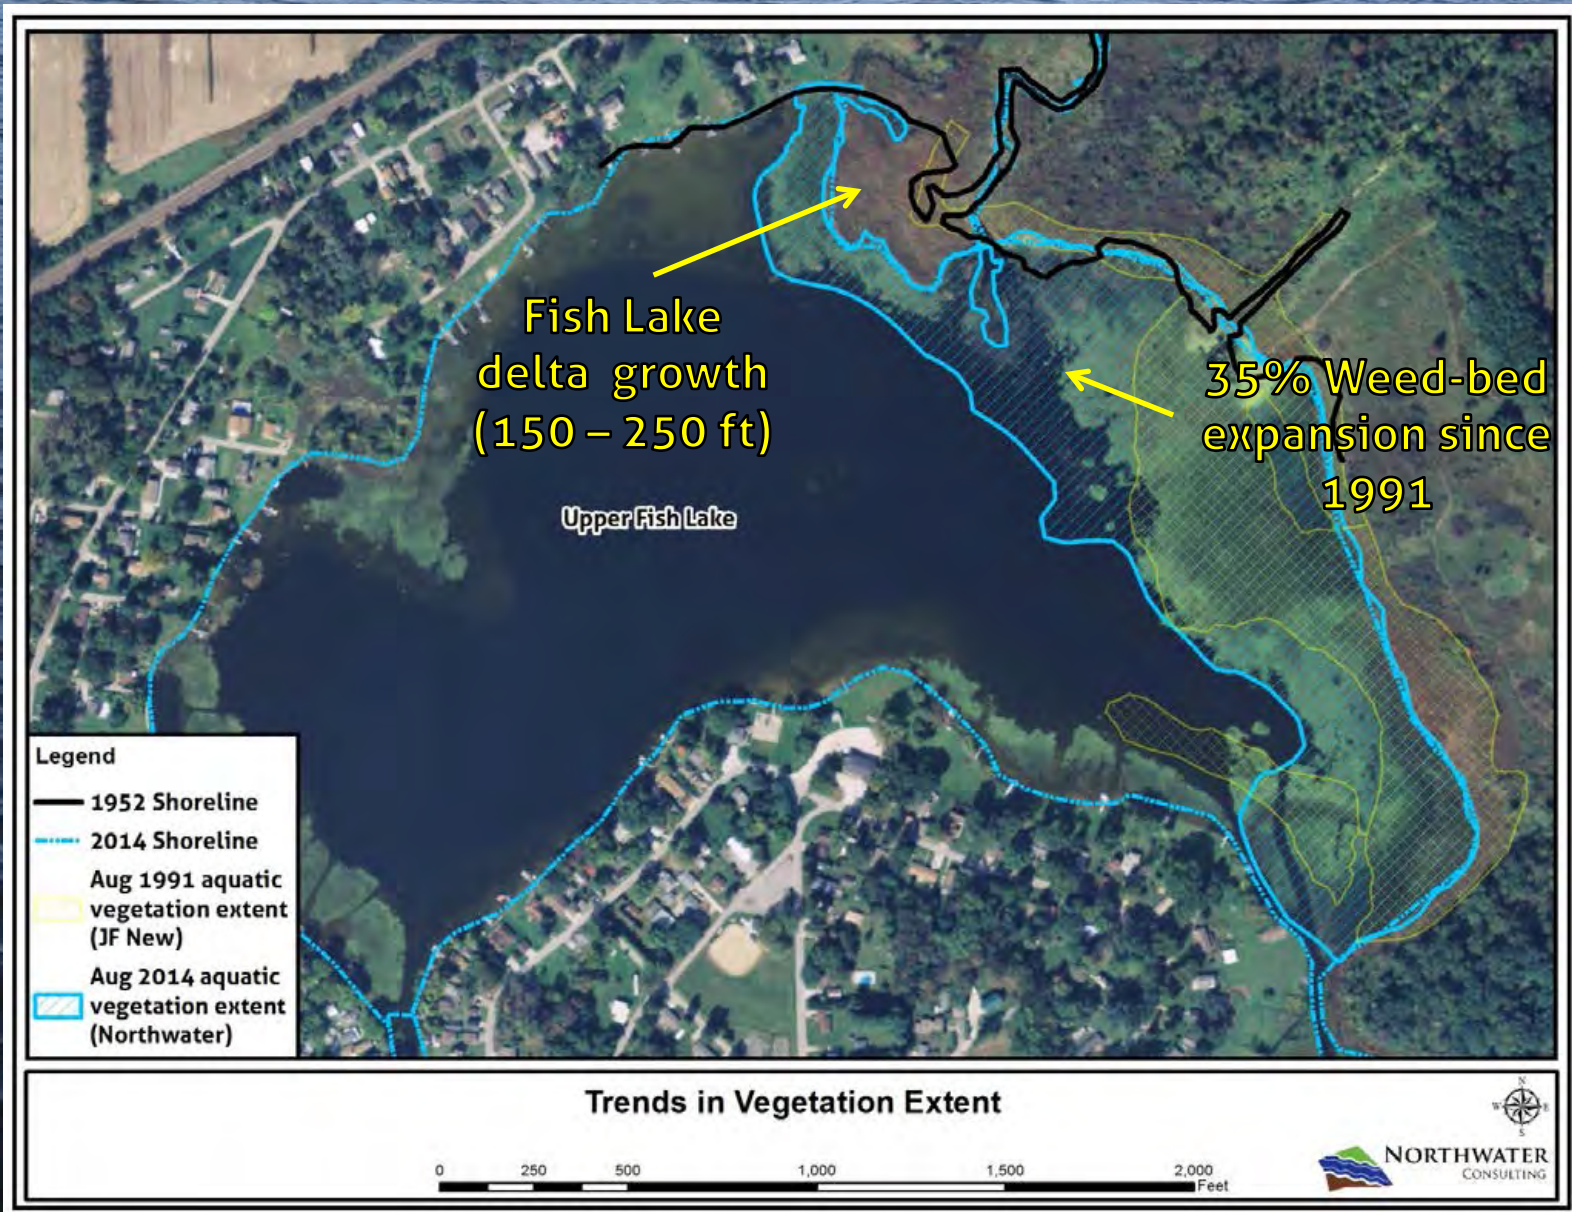 Fish Lake
delta growth
(150 – 250 ft)
35% Weed-bed
expansion since
1991
Upper Fish Lake
Legend
1952 Shoreline
2014 Shoreline
Aug 1991 aquatic
vegetation extent
(JF New)
Aug 2014 aquatic
vegetation extent
(Northwater)
Trends in Vegetation Extent
N
W E
S
0 250 500 1,000 1,500 2,000
Feet
NORTHWATER
CONSULTING